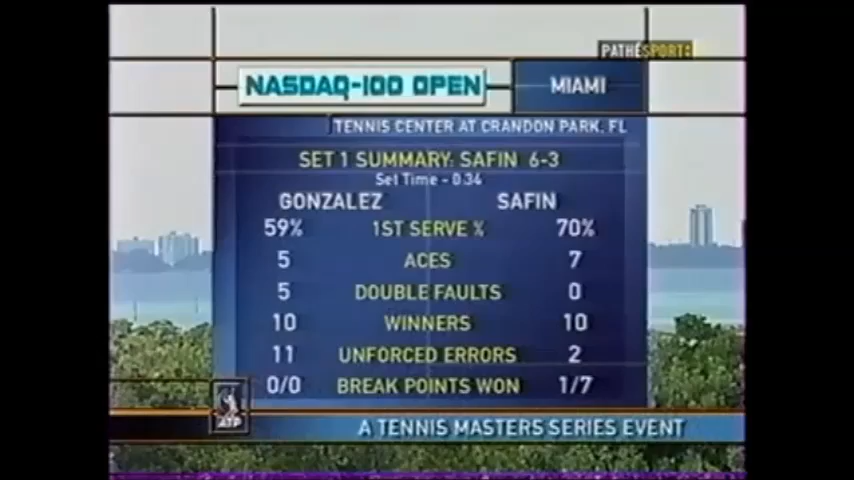 PATHÉSPORT:
NASDAQ-100 OPEN
MIAMI
TENNIS CENTER AT CRANDON PARK, FL
SET 1 SUMMARY: SAFIN 6-3
Set Time - 0:34
GONZALEZ SAFIN
59% 1ST SERVE % 70%
5 ACES 7
5 DOUBLE FAULTS 0
10 WINNERS 10
11 UNFORCED ERRORS 2
0/0 BREAK POINTS WON 1/7
ATP
A TENNIS MASTERS SERIES EVENT